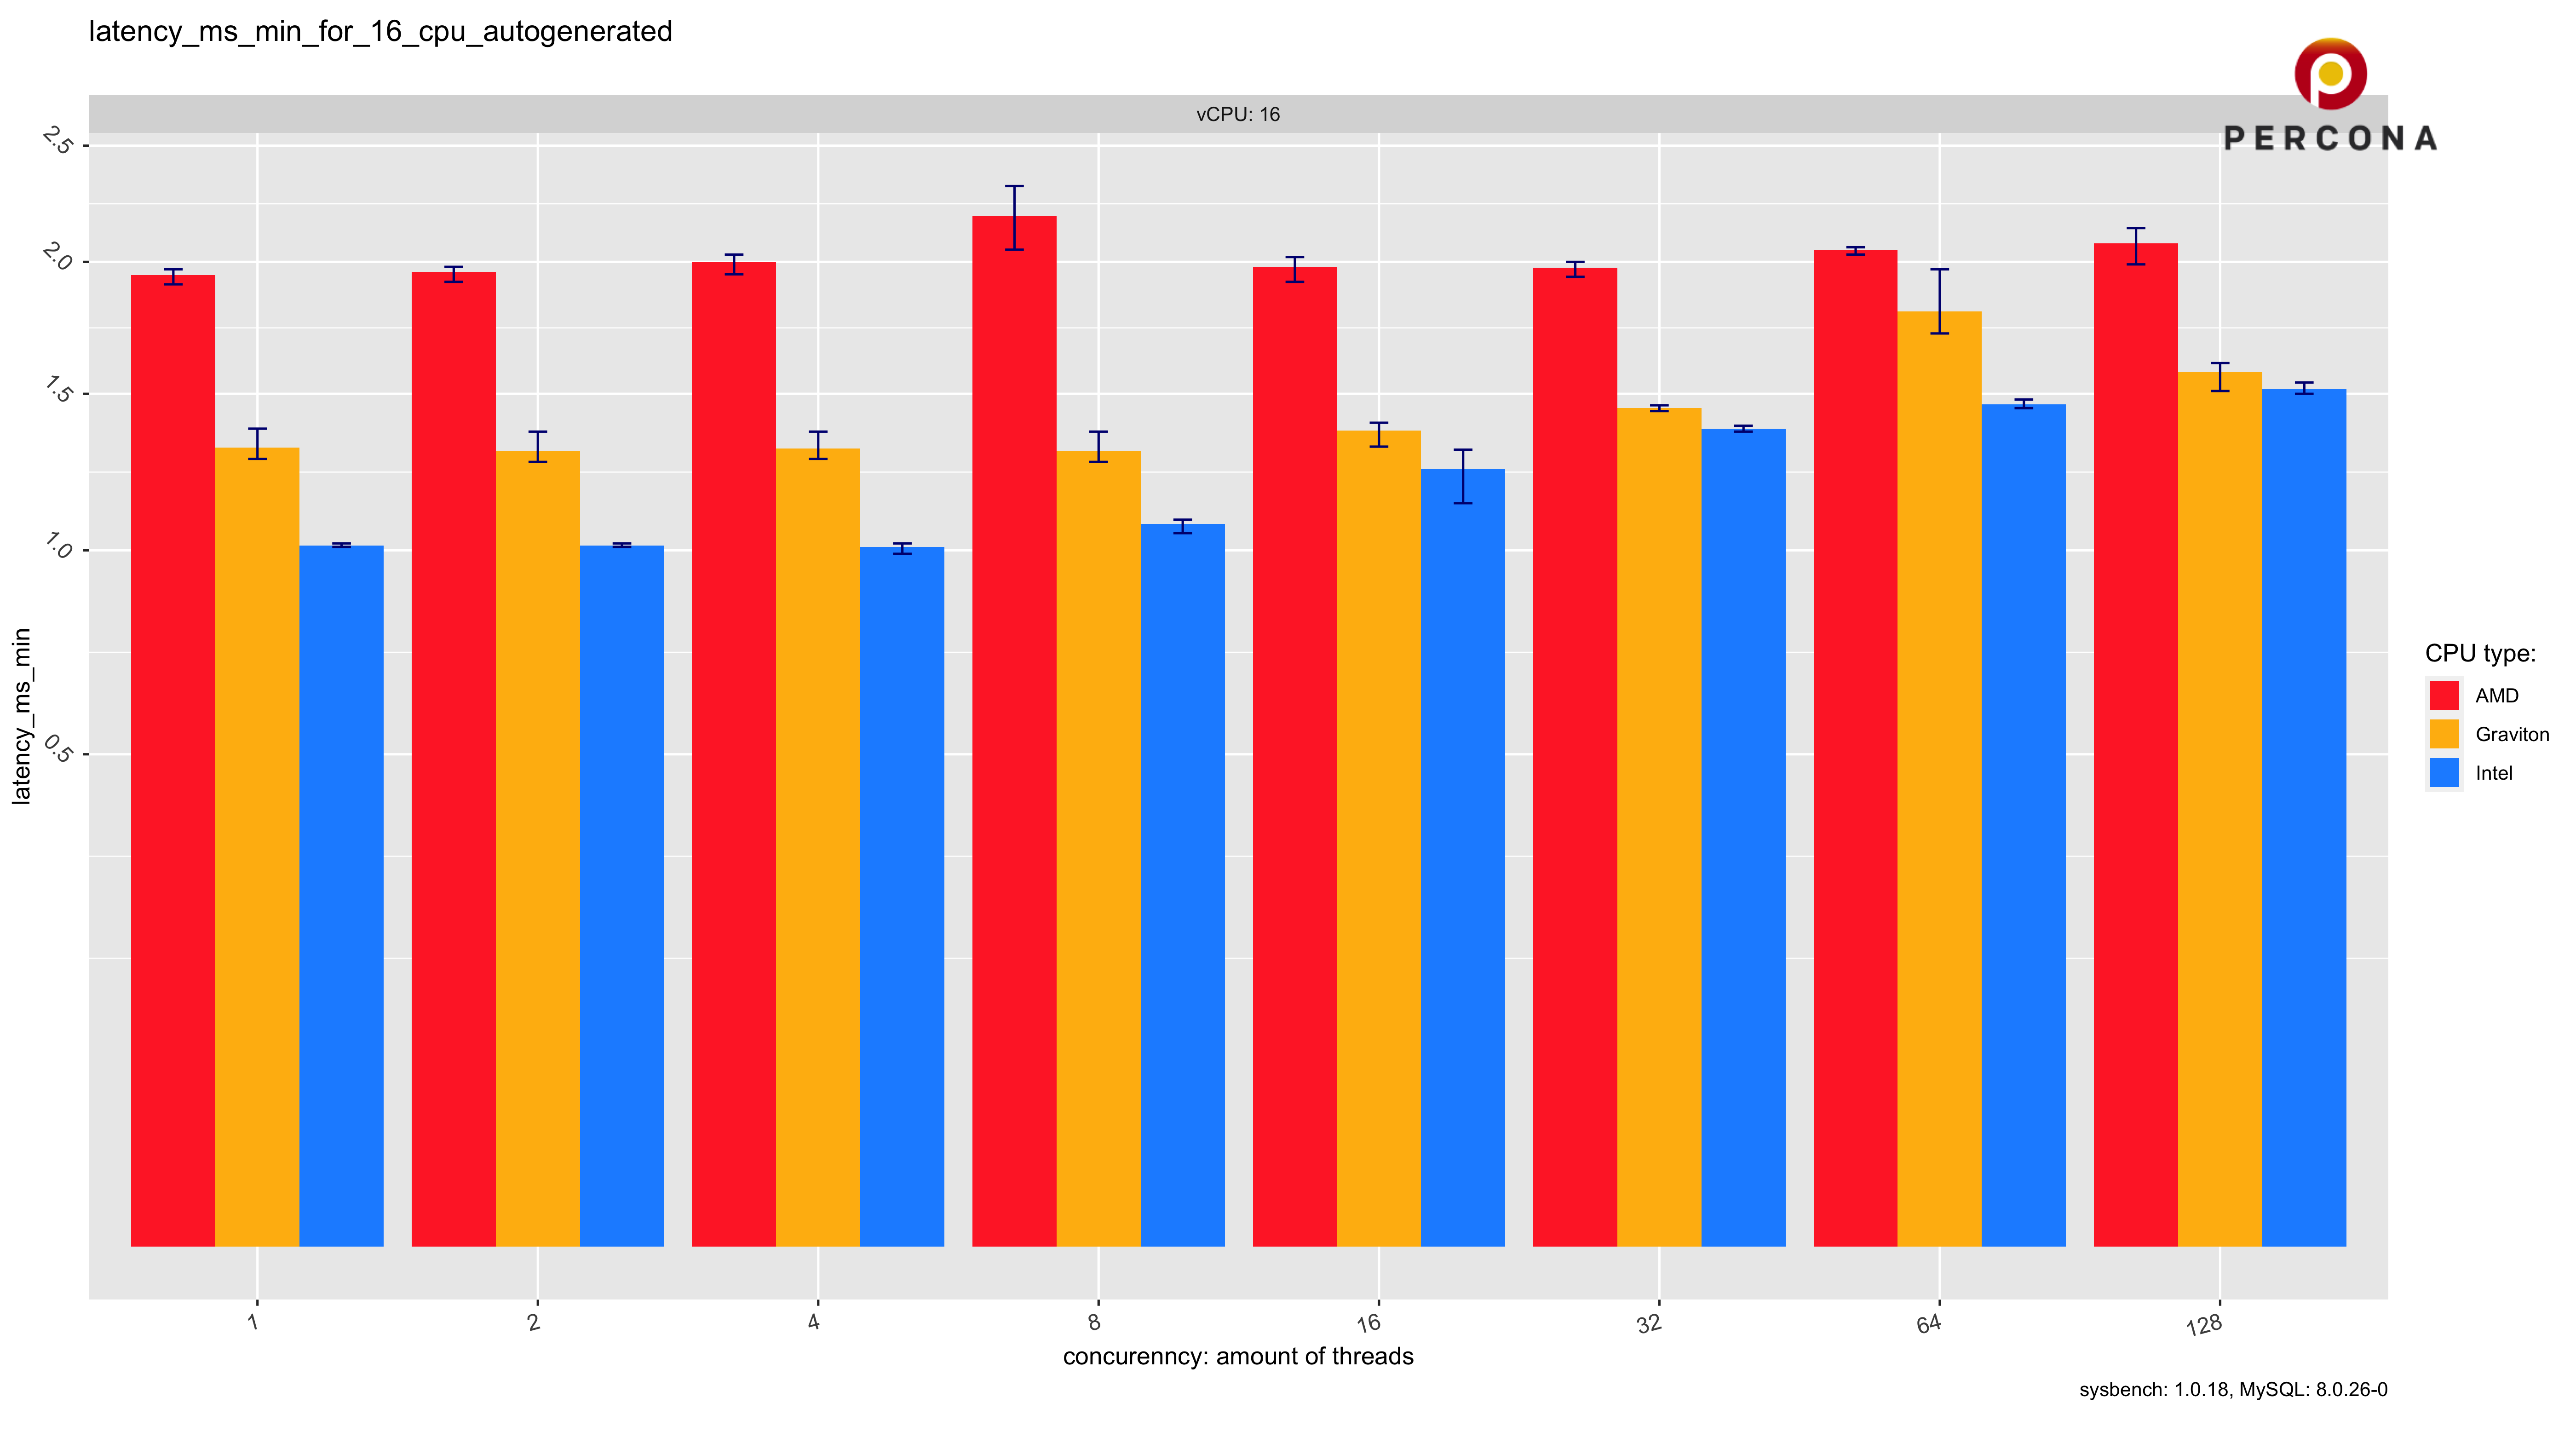 latency_ms_min_for_16_cpu_autogenerated
PERCONA
vCPU: 16
2.5
2.0
1.5
1.0
0.5
latency_ms_min
CPU type:
AMD
Graviton
Intel
1 2 4 8 16 32 64 128
concurenncy: amount of threads
sysbench: 1.0.18, MySQL: 8.0.26-0